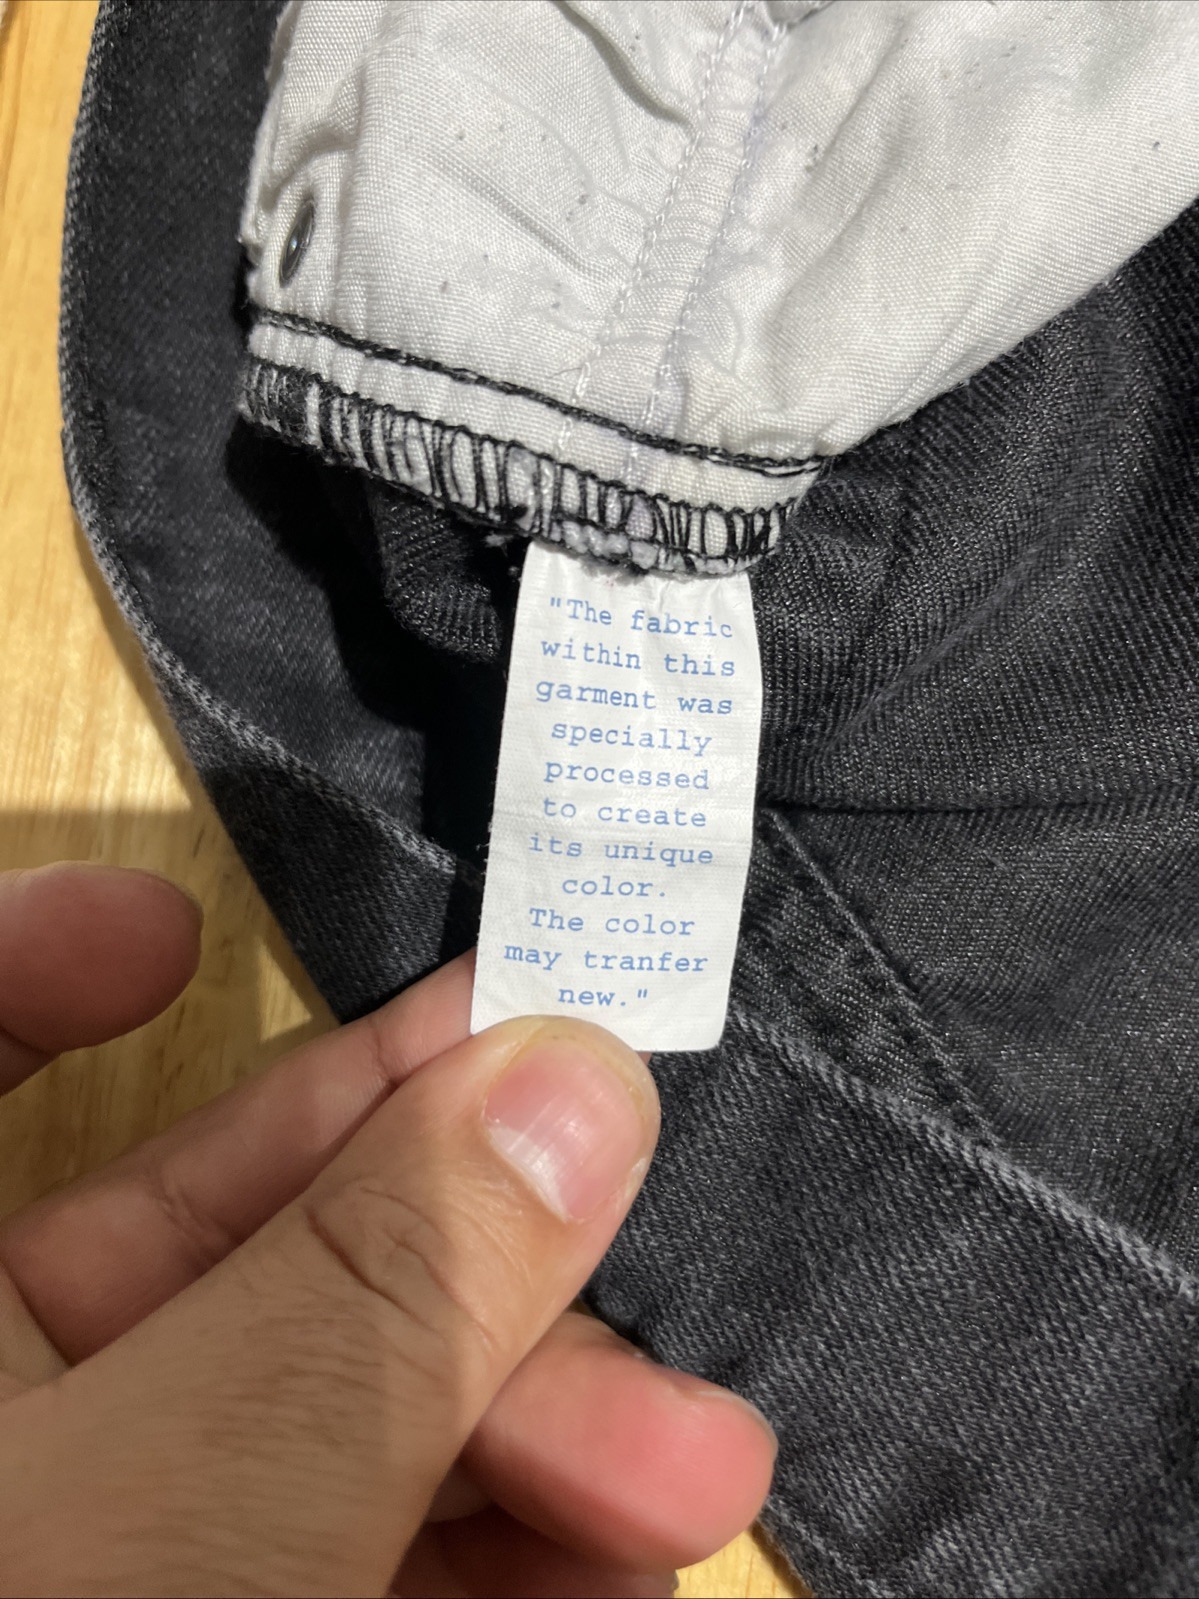 "The fabric
within this
garment was
specially
processed
to create
its unique
color.
The color
may tranfer
new."